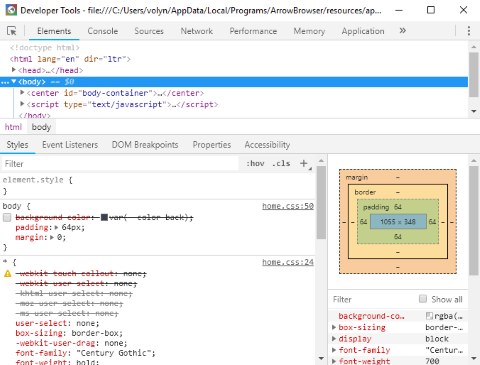 Developer Tools - file:///C:/Users/volyn/AppData/Local/Programs/ArrowBrowser/resources/ap...
Elements Console Sources Network Performance Memory »
<!doctype html>
<html lang="en" dir="ltr">
<head>…</head>
<body> == $0
<center id="body-container">…</center>
<script type="text/javascript">…</script>
</body>
html body
Styles Event Listeners DOM Breakpoints Properties Accessibility
Filter :hov .cls +
element.style {
}
body { home.css:50
background-color: var(--color-back);
padding: 64px;
margin: 0;
}
* { home.css:24
-webkit-touch-callout: none;
-webkit-user-select: none;
-khtml-user-select: none;
-moz-user-select: none;
-ms-user-select: none;
user-select: none;
box-sizing: border-box;
-webkit-user-drag: none;
font-family: "Century Gothic";
font-weight: bold;
margin –
border –
padding 64
– – 64 1055 × 348 64 – –
64
–
–
Filter Show all
background-co… rgba(…
box-sizing border-…
display block
font-family "Centur…
font-weight 700